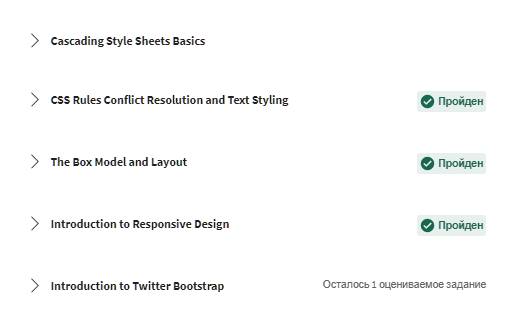 Cascading Style Sheets Basics
CSS Rules Conflict Resolution and Text Styling Пройден
The Box Model and Layout Пройден
Introduction to Responsive Design Пройден
Introduction to Twitter Bootstrap Осталось 1 оцениваемое задание